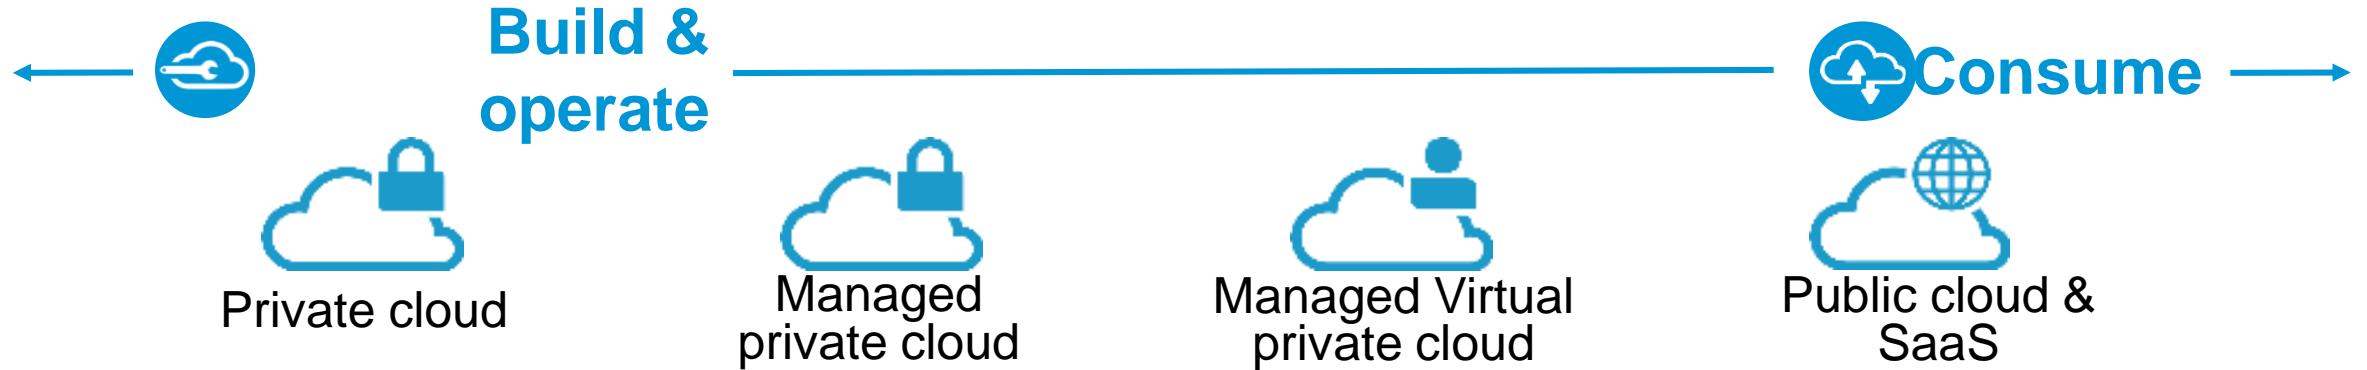 Build &
operate
Consume
Private cloud
Managed
private cloud
Managed Virtual
private cloud
Public cloud &
SaaS